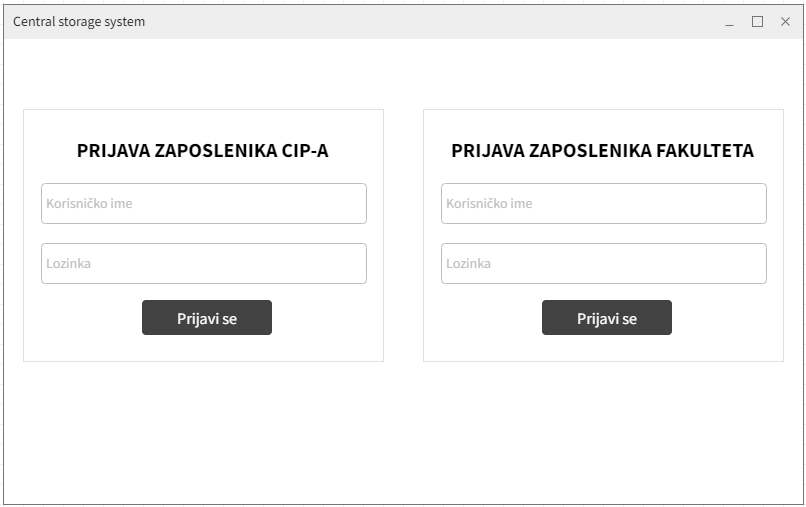 Central storage system
PRIJAVA ZAPOSLENIKA CIP-A
Korisničko ime
Lozinka
Prijavi se
PRIJAVA ZAPOSLENIKA FAKULTETA
Korisničko ime
Lozinka
Prijavi se